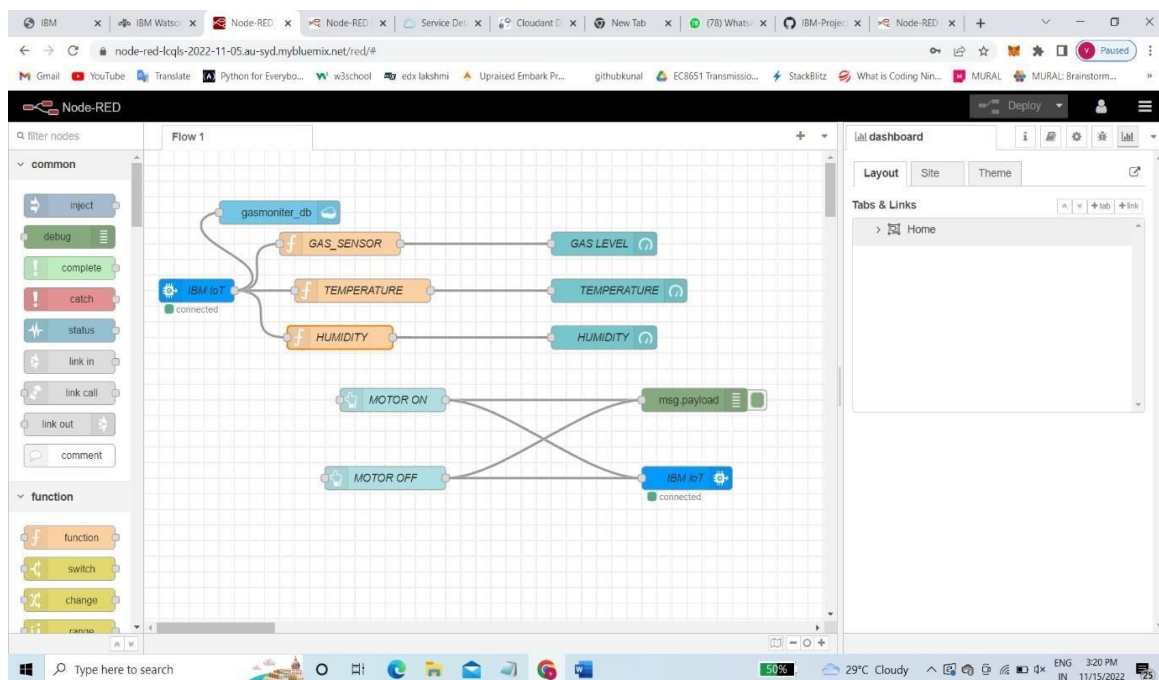 IBM
IBM Watson
Node-RED
Node-RED
Service Det
Cloudant D
New Tab
(78) Whats
IBM-Projec
Node-RED
node-red-lcqls-2022-11-05.au-syd.mybluemix.net/red/#
Paused
Gmail
YouTube
Translate
Python for Everybo...
w3school
edx lakshmi
Upraised Embark Pr...
githubkunal
EC8651 Transmissio...
StackBlitz
What is Coding Nin...
MURAL
MURAL: Brainstorm...
»
Node-RED
Deploy
filter nodes
Flow 1
dashboard
common
Layout
Site
Theme
Tabs & Links
+ tab
+ link
Home
inject
debug
complete
catch
status
link in
link call
link out
comment
function
function
switch
change
range
gasmoniter_db
GAS_SENSOR
GAS LEVEL
IBM IoT
connected
TEMPERATURE
TEMPERATURE
HUMIDITY
HUMIDITY
MOTOR ON
msg.payload
MOTOR OFF
IBM IoT
connected
Type here to search
50%
29°C Cloudy
ENG
IN
3:20 PM
11/15/2022
25